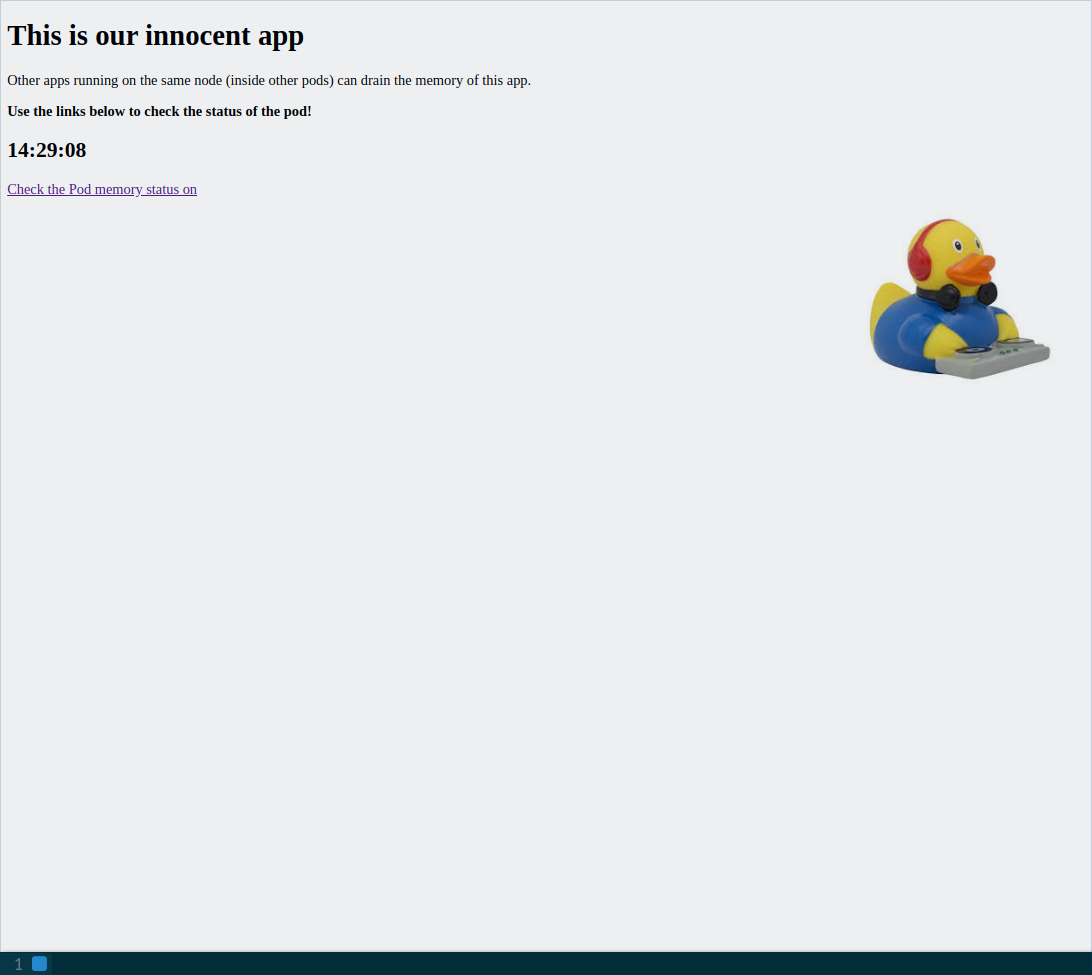 This is our innocent app
Other apps running on the same node (inside other pods) can drain the memory of this app.
Use the links below to check the status of the pod!
14:29:08
Check the Pod memory status on
1